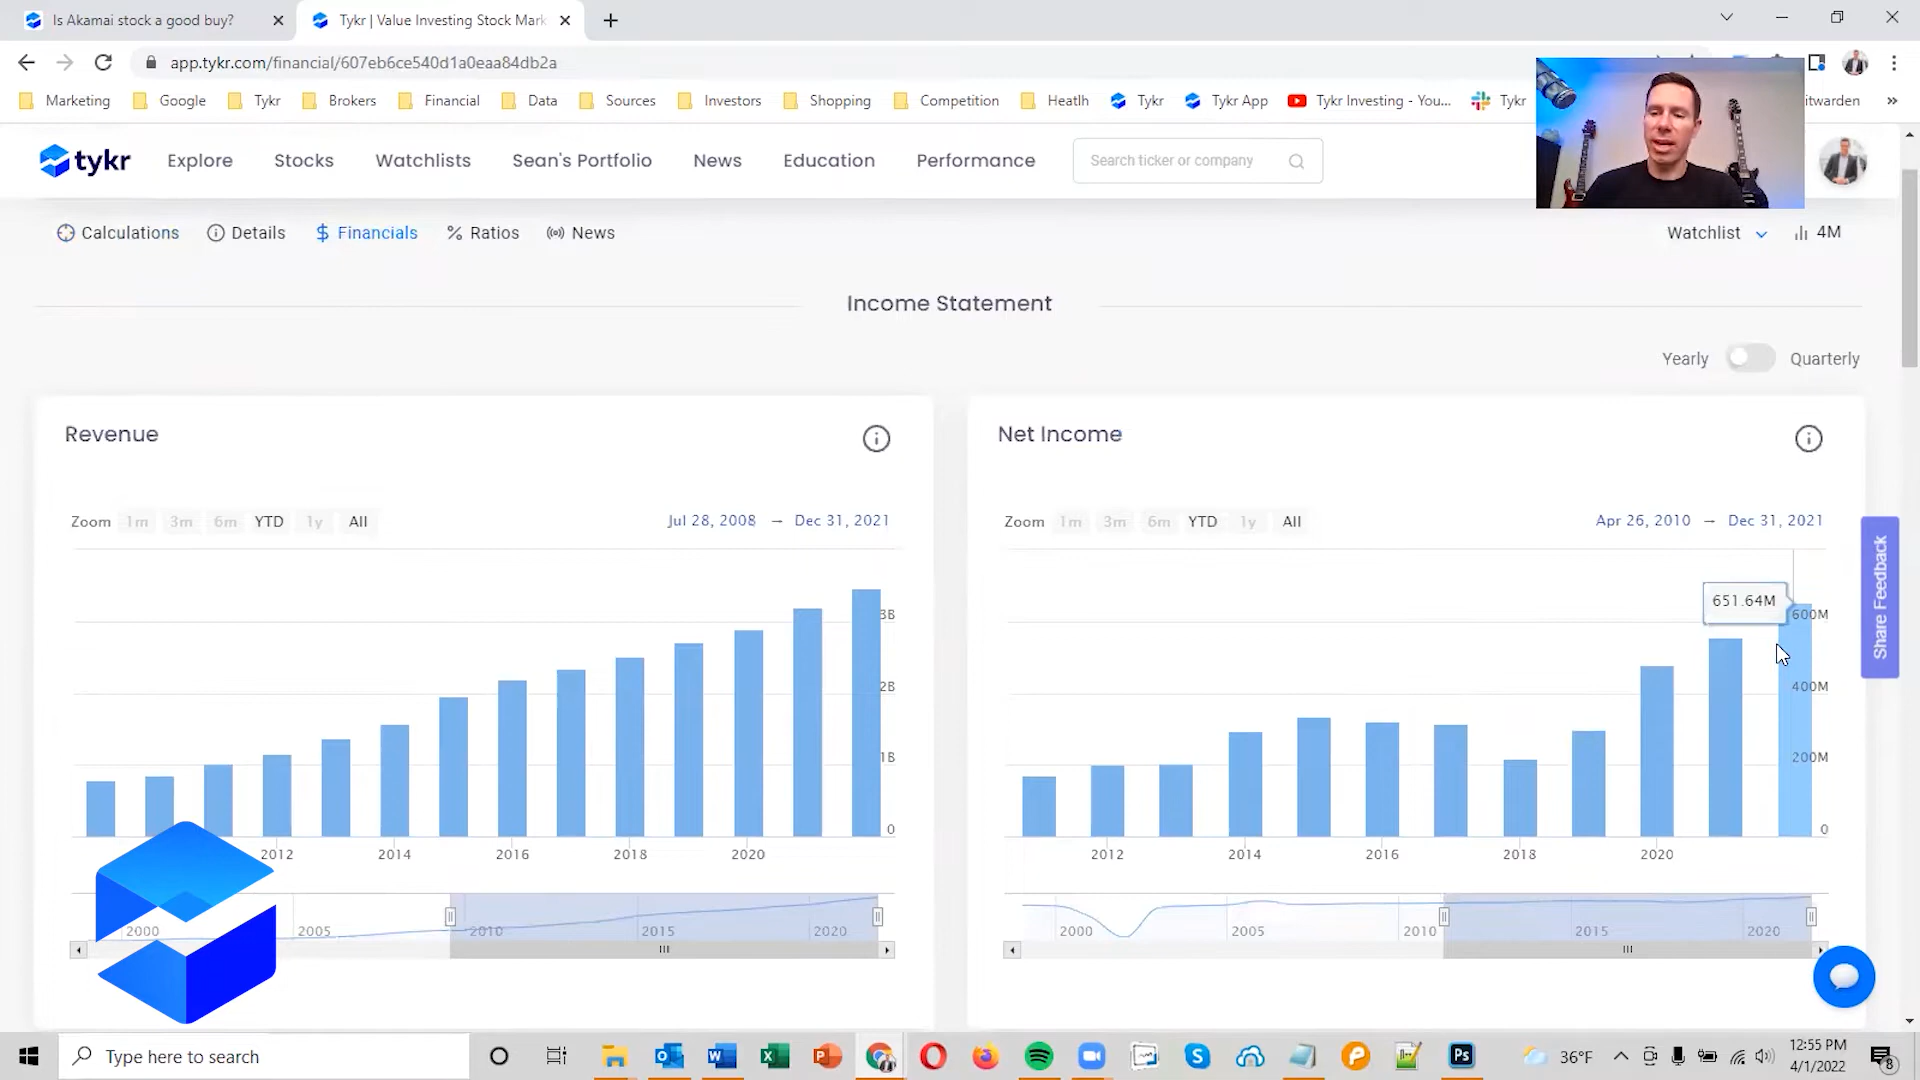 Is Akamai stock a good buy?
Tykr | Value Investing Stock Mark
app.tykr.com/financial/607eb6ce540d1a0eaa84db2a
Marketing Google Tykr Brokers Financial Data Sources Investors Shopping Competition Heatlh Tykr Tykr App Tykr Investing - You... Tykr itwarden
tykr Explore Stocks Watchlists Sean's Portfolio News Education Performance Search ticker or company
Calculations Details $ Financials % Ratios News Watchlist 4M
Income Statement
Yearly Quarterly
Revenue
Zoom 1m 3m 6m YTD 1y All Jul 28, 2008 → Dec 31, 2021
3B
2B
1B
0
2012 2014 2016 2018 2020
2000 2005 2010 2015 2020
Net Income
Zoom 1m 3m 6m YTD 1y All Apr 26, 2010 → Dec 31, 2021
651.64M
600M
400M
200M
0
2012 2014 2016 2018 2020
2000 2005 2010 2015 2020
Share Feedback
Type here to search
36°F
12:55 PM
4/1/2022
8